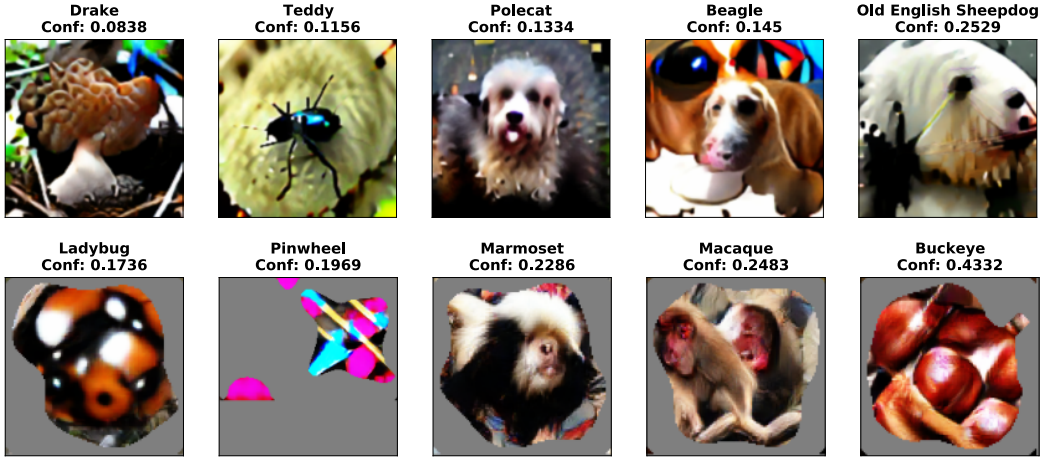 Drake
Conf: 0.0838
Teddy
Conf: 0.1156
Polecat
Conf: 0.1334
Beagle
Conf: 0.145
Old English Sheepdog
Conf: 0.2529
Ladybug
Conf: 0.1736
Pinwheel
Conf: 0.1969
Marmoset
Conf: 0.2286
Macaque
Conf: 0.2483
Buckeye
Conf: 0.4332